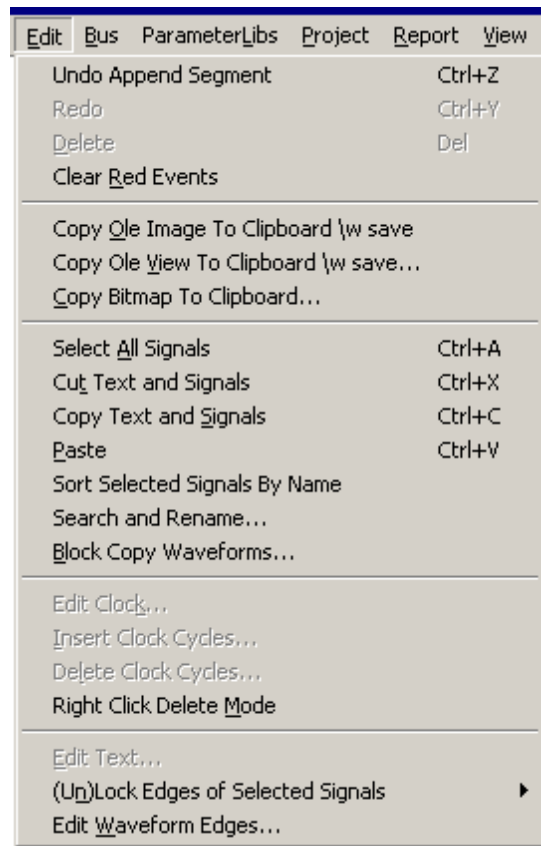 Edit Bus ParameterLibs Project Report View
Undo Append Segment Ctrl+Z
Redo Ctrl+Y
Delete Del
Clear Red Events
Copy Ole Image To Clipboard \w save
Copy Ole View To Clipboard \w save...
Copy Bitmap To Clipboard...
Select All Signals Ctrl+A
Cut Text and Signals Ctrl+X
Copy Text and Signals Ctrl+C
Paste Ctrl+V
Sort Selected Signals By Name
Search and Rename...
Block Copy Waveforms...
Edit Clock...
Insert Clock Cycles...
Delete Clock Cycles...
Right Click Delete Mode
Edit Text...
(Un)Lock Edges of Selected Signals
Edit Waveform Edges...